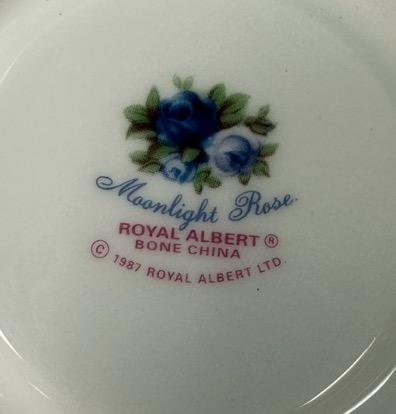 Moonlight Rose.
ROYAL ALBERT ®
BONE CHINA
© 1987 ROYAL ALBERT LTD.